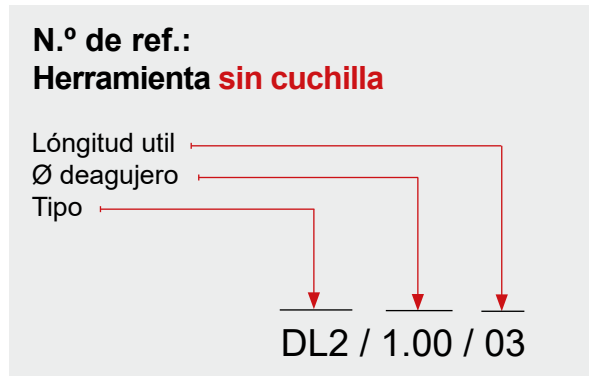 N.º de ref.:
Herramienta sin cuchilla
Lóngitud util
Ø deagujero
Tipo
DL2 / 1.00 / 03